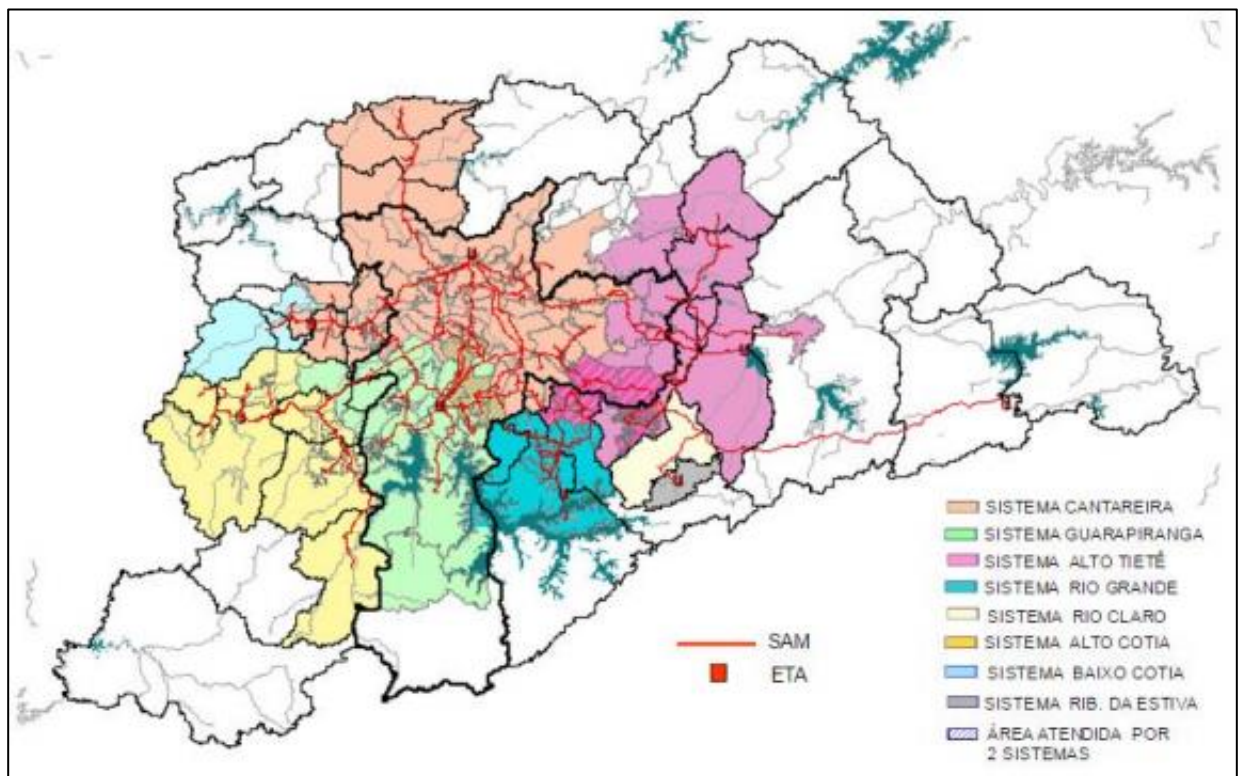 SISTEMA CANTAREIRA
SISTEMA GUARAPIRANGA
SISTEMA ALTO TIETÊ
SISTEMA RIO GRANDE
SISTEMA RIO CLARO
SISTEMA ALTO COTIA
SISTEMA BAIXO COTIA
SISTEMA RIB. DA ESTIVA
ÁREA ATENDIDA POR
2 SISTEMAS
SAM
ETA